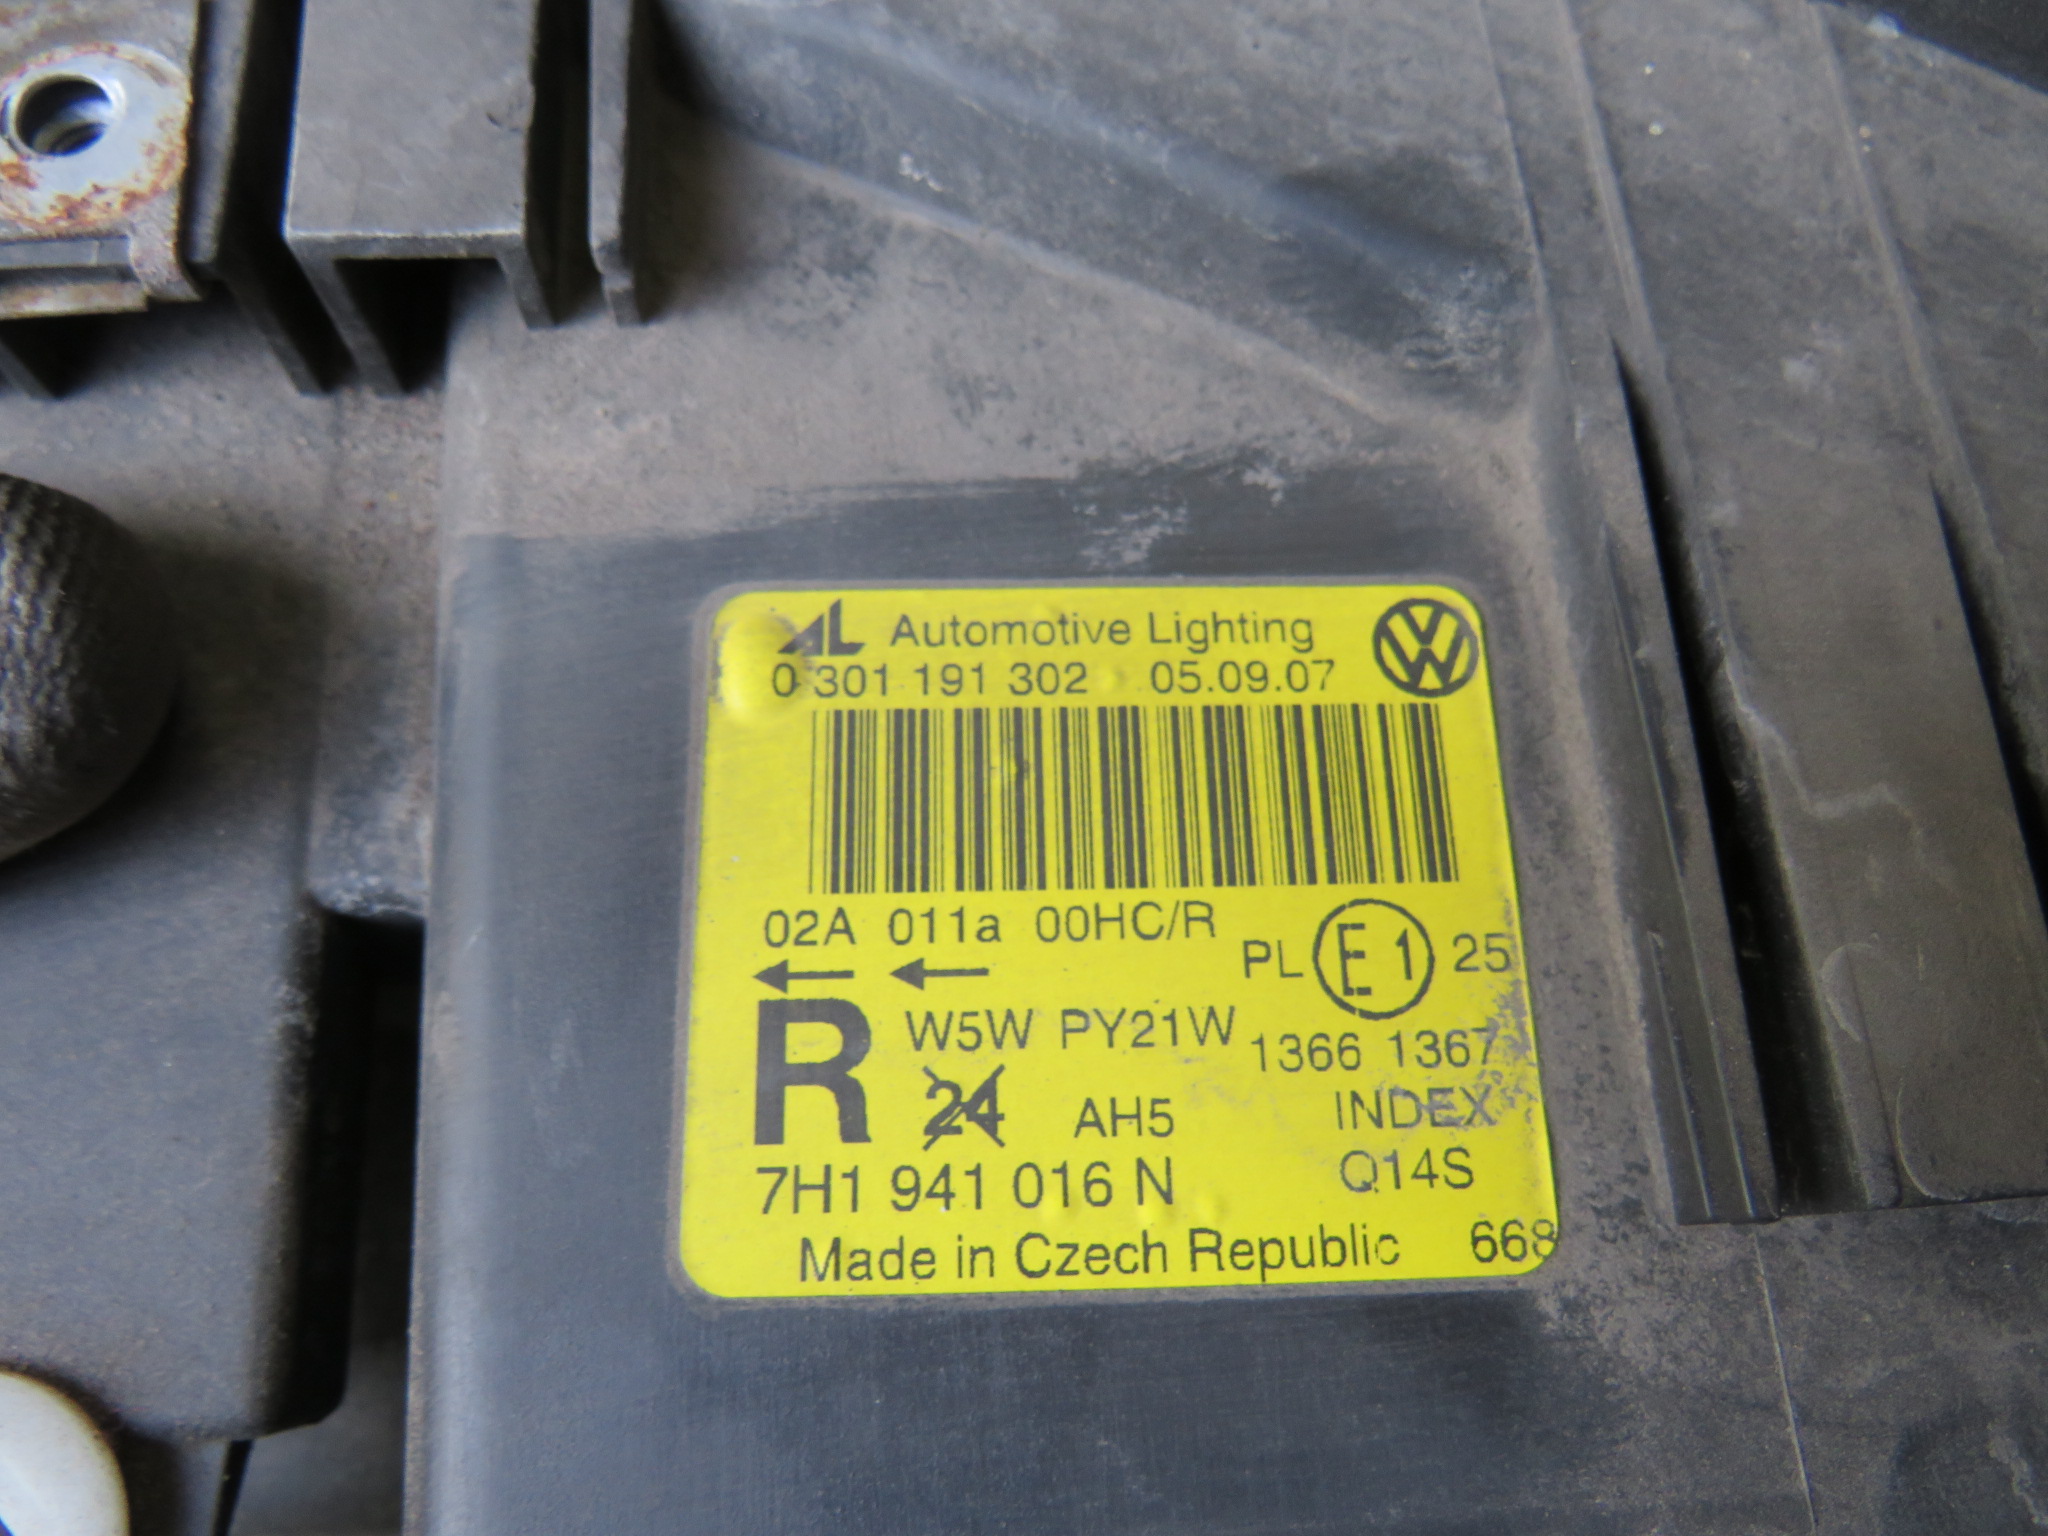 AL Automotive Lighting
0 301 191 302 05.09.07
02A 011a 00HC/R
PL E1 25
R W5W PY21W
1366 1367
24 AH5 INDEX
7H1 941 016 N Q14S
Made in Czech Republic 668